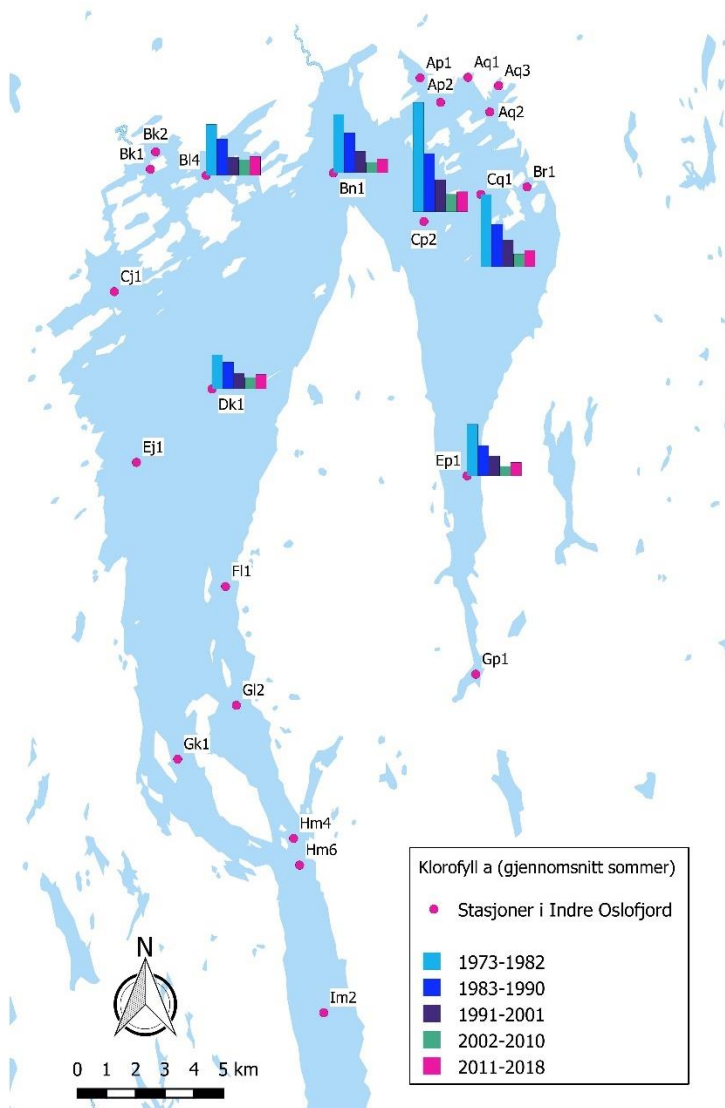 Ap1
Aq1
Aq3
Ap2
Aq2
Bk2
Bk1
Bl4
Bn1
Cq1
Br1
Cp2
Cj1
Dk1
Ej1
Ep1
Fl1
Gp1
Gl2
Gk1
Hm4
Hm6
Im2
Klorofyll a (gjennomsnitt sommer)
Stasjoner i Indre Oslofjord
1973-1982
1983-1990
1991-2001
2002-2010
2011-2018
N
0 1 2 3 4 5 km